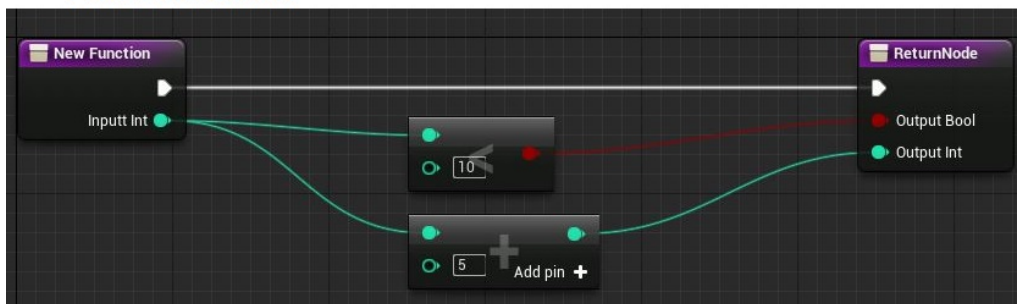 New Function
Inputt Int
<
10
+
5
Add pin +
ReturnNode
Output Bool
Output Int